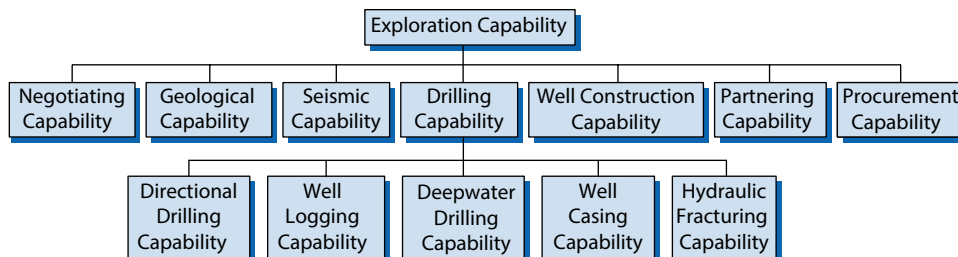 Exploration Capability
Negotiating
Capability
Geological
Capability
Seismic
Capability
Drilling
Capability
Well Construction
Capability
Partnering
Capability
Procurement
Capability
Directional
Drilling
Capability
Well
Logging
Capability
Deepwater
Drilling
Capability
Well
Casing
Capability
Hydraulic
Fracturing
Capability